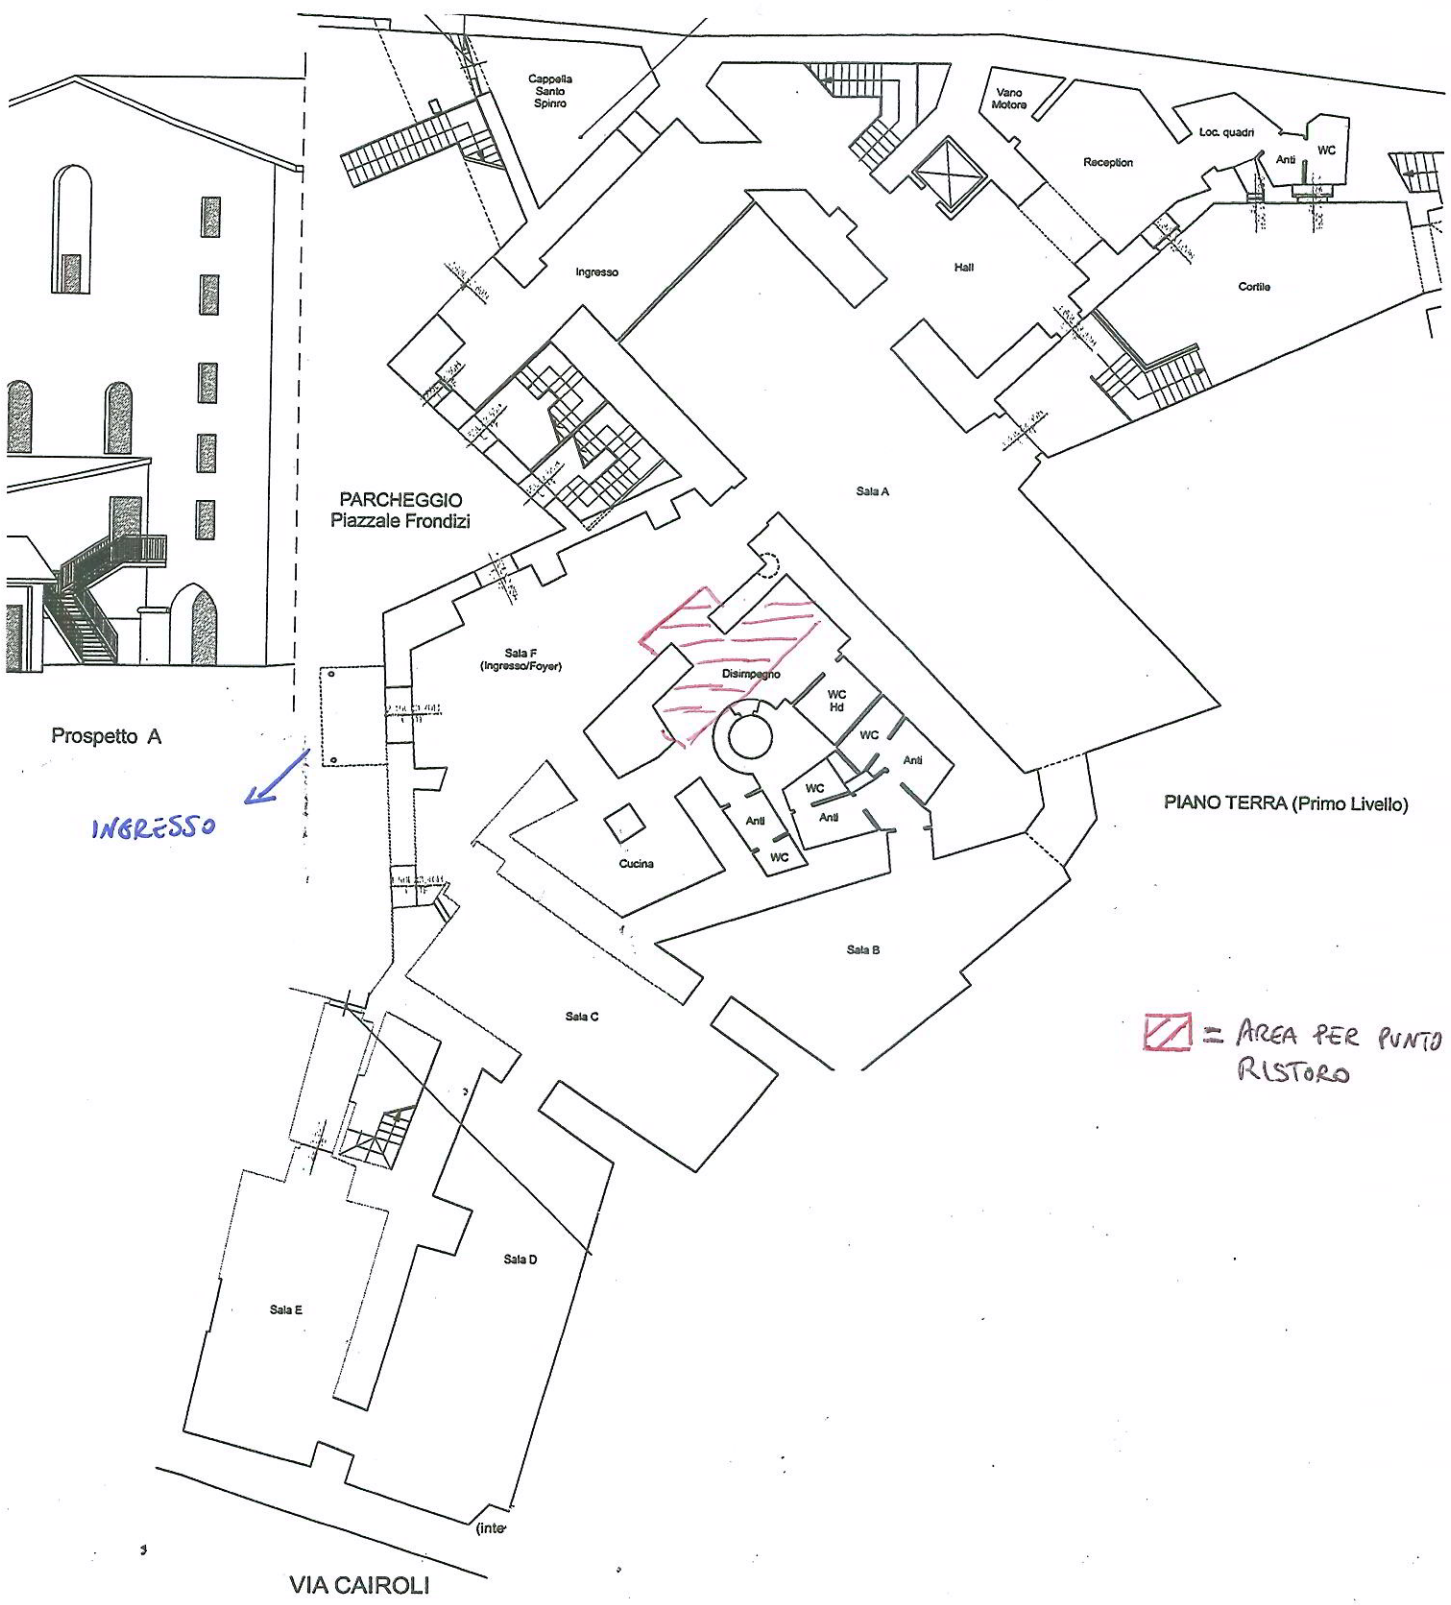 Cappella
Santo
Spinro
Vano
Motore
Loc. quadri
WC
Anti
Reception
Ingresso
Hall
Cortile
PARCHEGGIO
Piazzale Frondizi
Sala A
Sala F
(Ingresso/Foyer)
Disimpegno
WC
Hd
WC
Anti
Prospetto A
WC
Anti
Anti
WC
PIANO TERRA (Primo Livello)
INGRESSO
Cucina
Sala B
Sala C
= AREA PER PUNTO
RISTORO
Sala D
Sala E
(inte
VIA CAIROLI